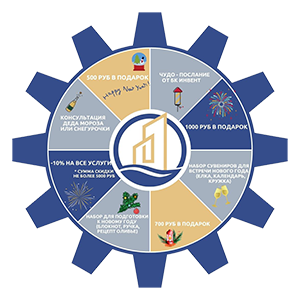 500 РУБ В ПОДАРОК
Happy New Year!
ЧУДО - ПОСЛАНИЕ
ОТ БК ИНВЕНТ
1000 РУБ В ПОДАРОК
НАБОР СУВЕНИРОВ ДЛЯ
ВСТРЕЧИ НОВОГО ГОДА
(ЕЛКА, КАЛЕНДАРЬ,
КРУЖКА)
700 РУБ В ПОДАРОК
НАБОР ДЛЯ ПОДГОТОВКИ
К НОВОМУ ГОДУ
(БЛОКНОТ, РУЧКА,
РЕЦЕПТ ОЛИВЬЕ)
-10% НА ВСЕ УСЛУГИ
* СУММА СКИДКИ
НЕ БОЛЕЕ 5000 РУБ
КОНСУЛЬТАЦИЯ
ДЕДА МОРОЗА
ИЛИ СНЕГУРОЧКИ